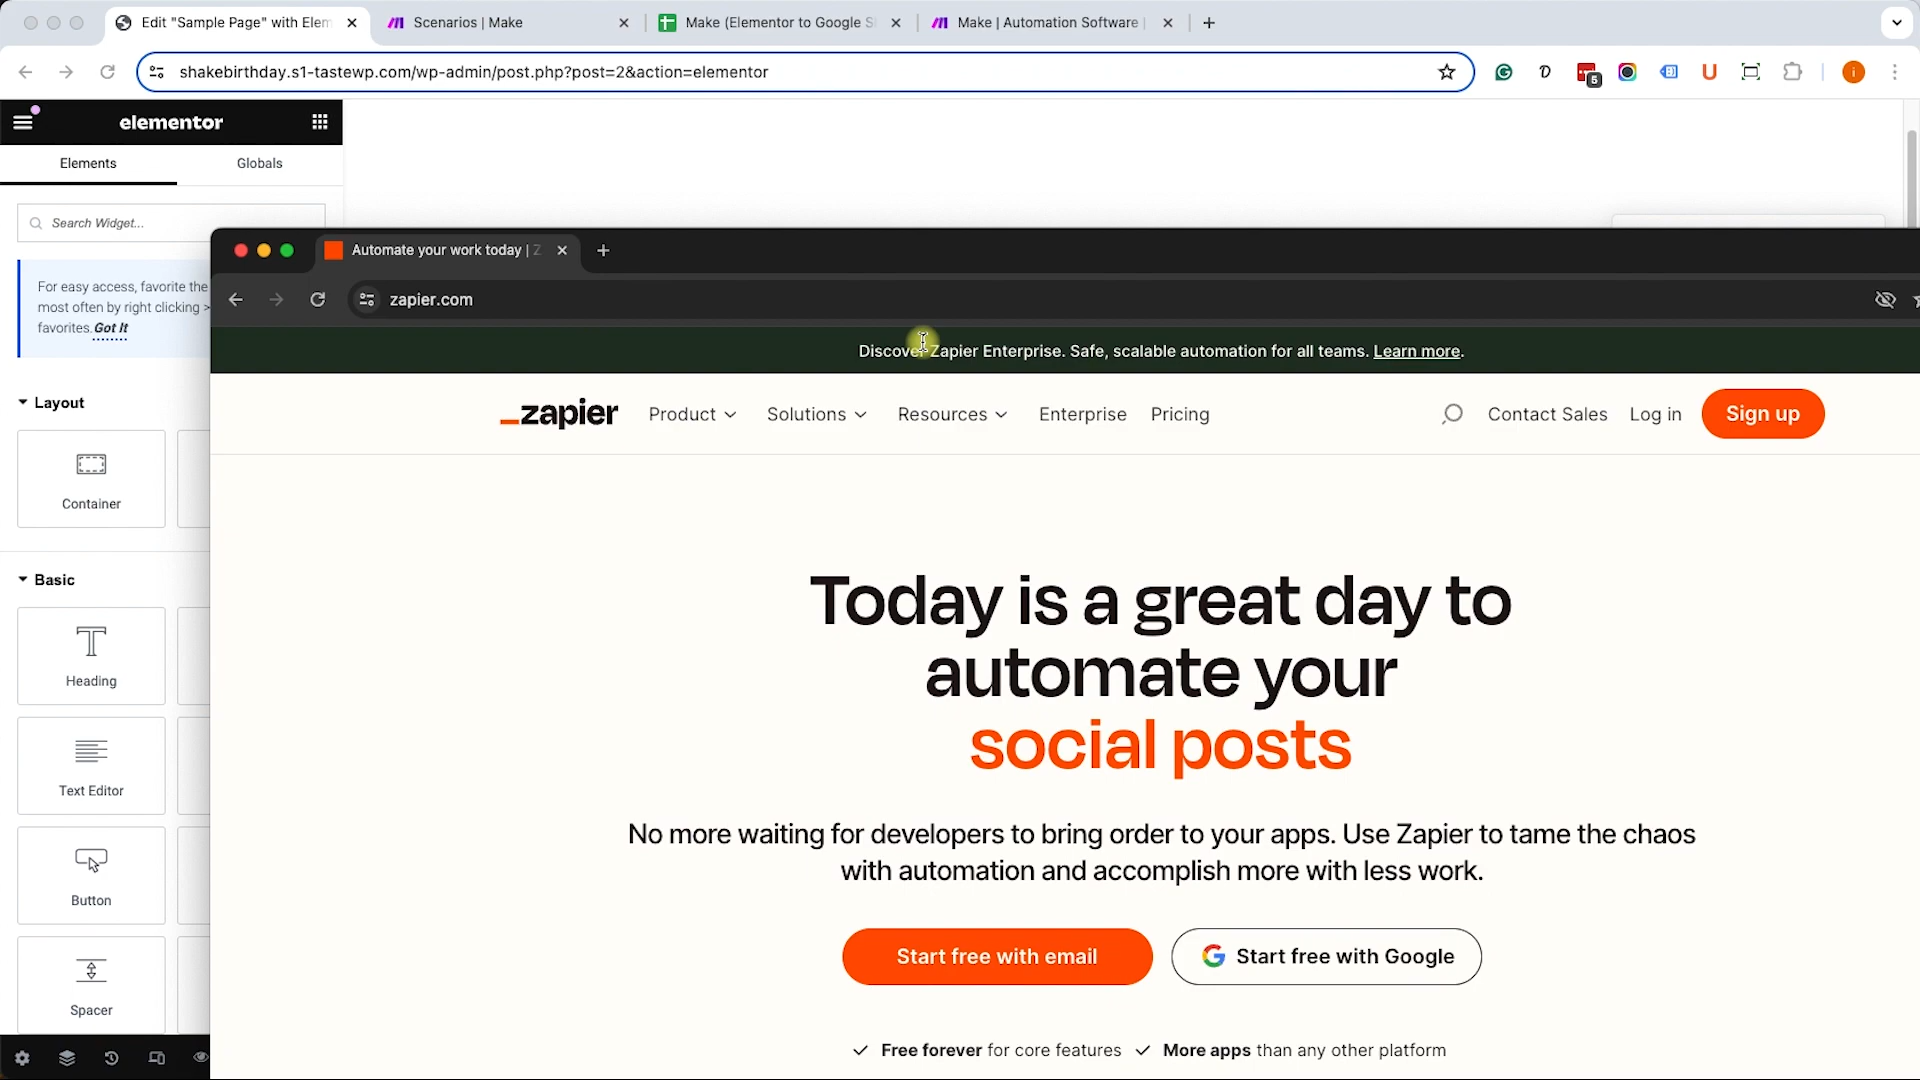 Edit "Sample Page" with Elem
Scenarios | Make
Make (Elementor to Google S
Make | Automation Software |
shakebirthday.s1-tastewp.com/wp-admin/post.php?post=2&action=elementor
5
i
elementor
Elements
Globals
Search Widget...
For easy access, favorite the
most often by right clicking >
favorites. Got It
Layout
Container
Basic
Heading
Text Editor
Button
Spacer
Automate your work today | Z
zapier.com
Discover Zapier Enterprise. Safe, scalable automation for all teams. Learn more.
zapier
Product
Solutions
Resources
Enterprise
Pricing
Contact Sales
Log in
Sign up
Today is a great day to
automate your
social posts
No more waiting for developers to bring order to your apps. Use Zapier to tame the chaos
with automation and accomplish more with less work.
Start free with email
Start free with Google
Free forever for core features
More apps than any other platform